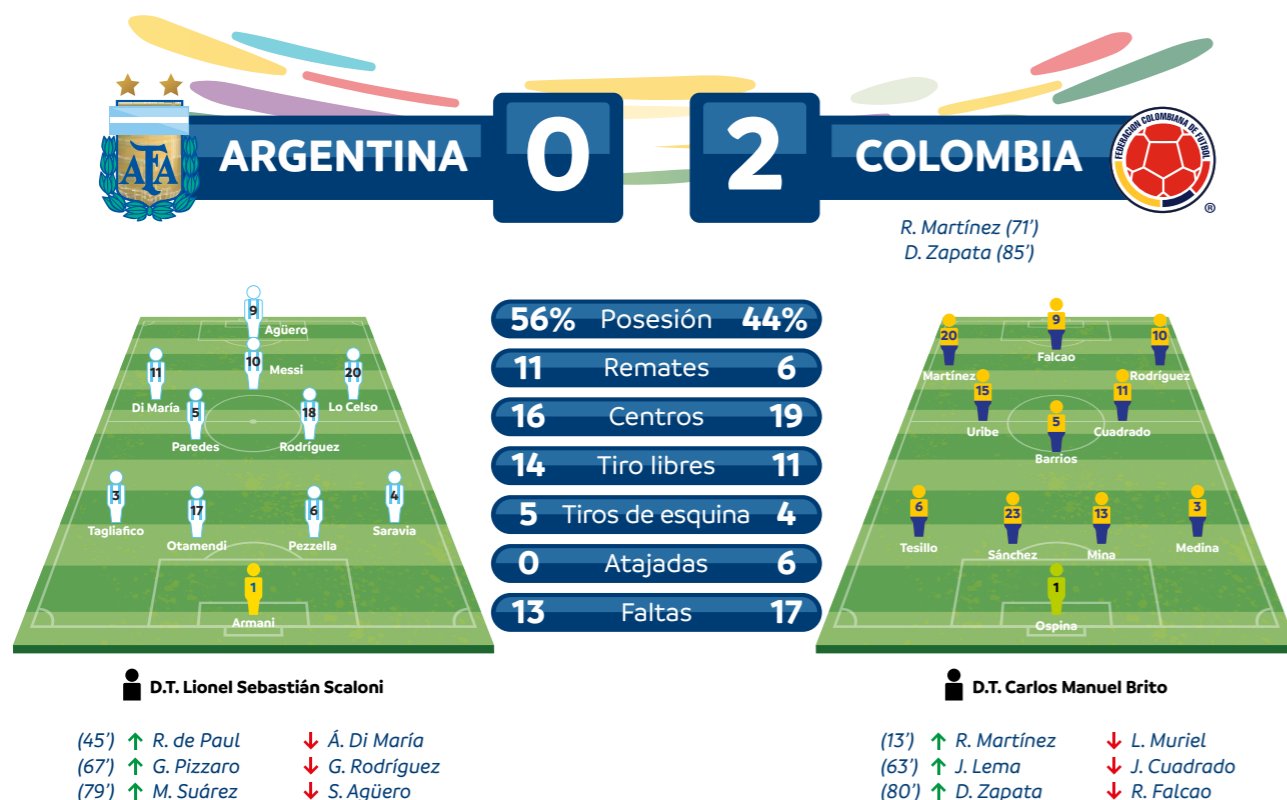 ARGENTINA 0 2 COLOMBIA
AFA
FEDERACION COLOMBIANA DE FUTBOL
®
R. Martínez (71')
D. Zapata (85')
9
Agüero
11
Di María
10
Messi
20
Lo Celso
5
Paredes
18
Rodríguez
3
Tagliafico
17
Otamendi
6
Pezzella
4
Saravia
1
Armani
56% Posesión 44%
11 Remates 6
16 Centros 19
14 Tiro libres 11
5 Tiros de esquina 4
0 Atajadas 6
13 Faltas 17
20
Martínez
9
Falcao
10
Rodríguez
15
Uribe
11
Cuadrado
5
Barrios
6
Tesillo
23
Sánchez
13
Mina
3
Medina
1
Ospina
D.T. Lionel Sebastián Scaloni
(45') R. de Paul Á. Di María
(67') G. Pizzaro G. Rodríguez
(79') M. Suárez S. Agüero
D.T. Carlos Manuel Brito
(13') R. Martínez L. Muriel
(63') J. Lema J. Cuadrado
(80') D. Zapata R. Falcao